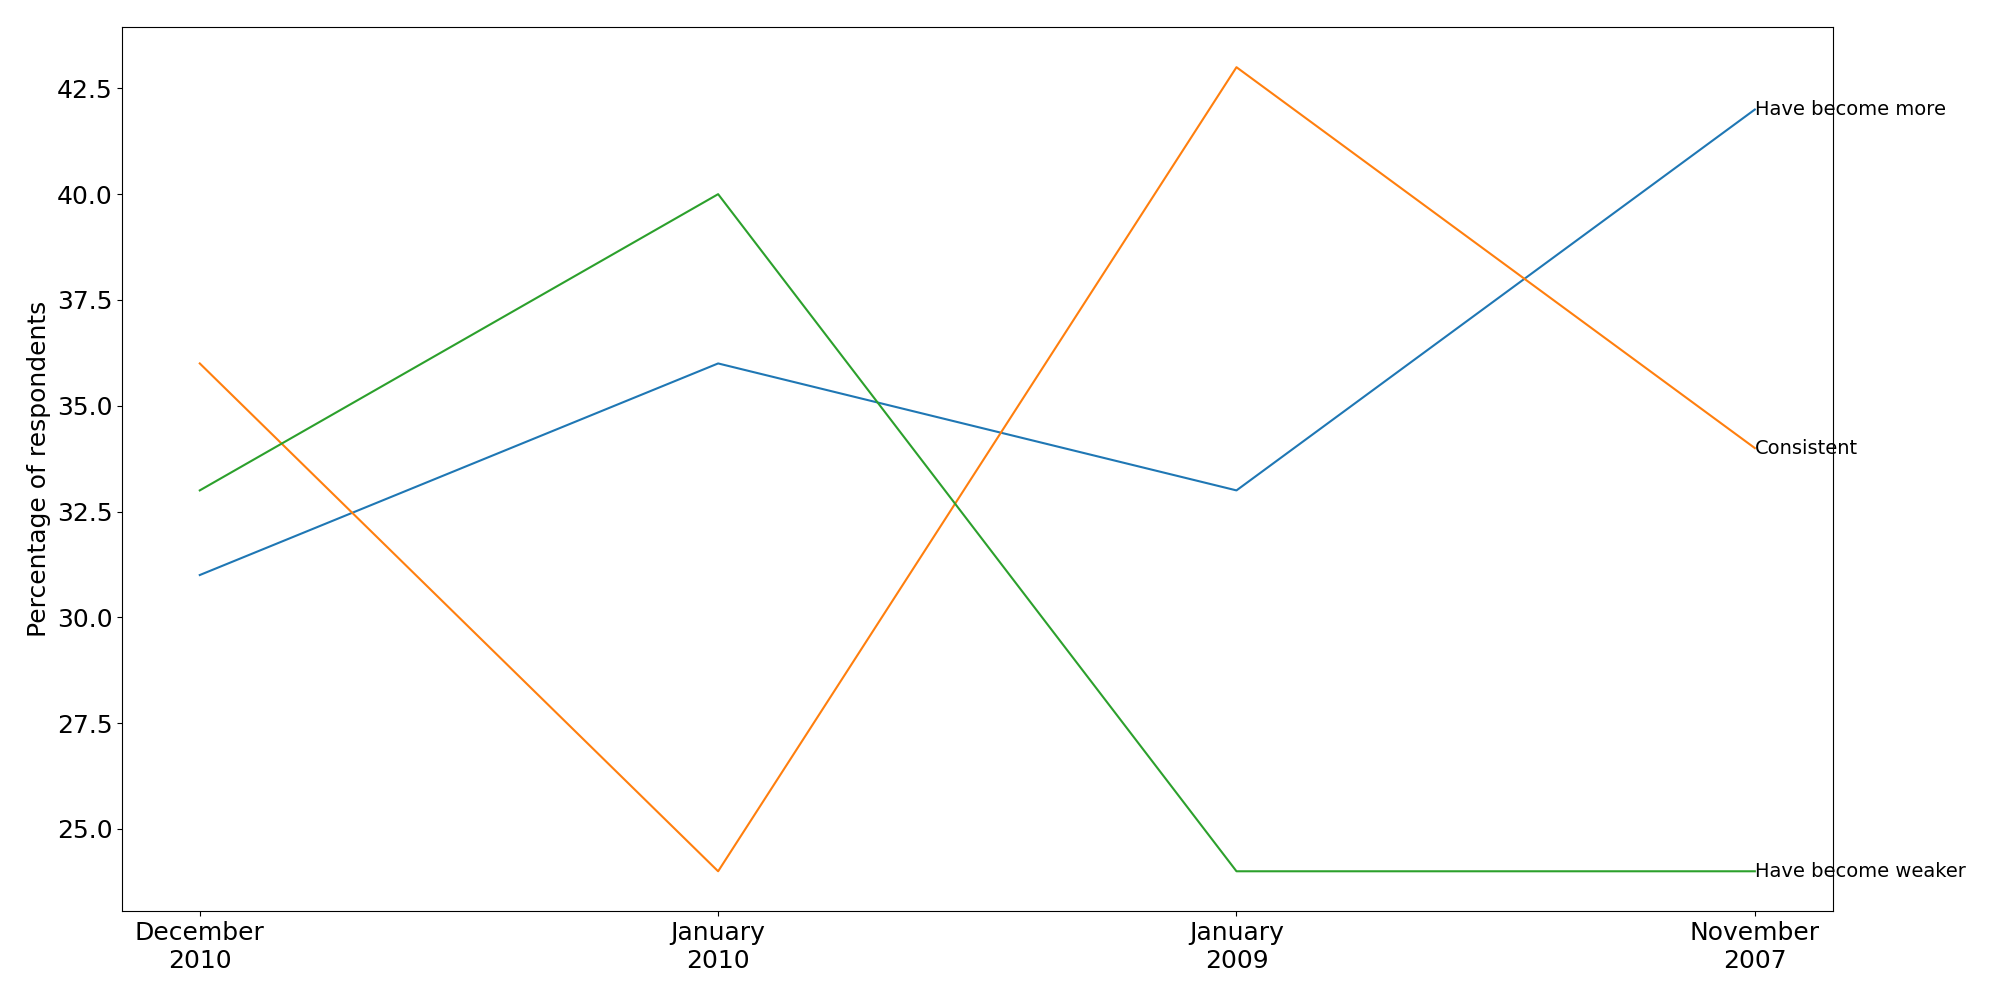 Percentage of respondents
42.5
40.0
37.5
35.0
32.5
30.0
27.5
25.0
Have become more
Consistent
Have become weaker
December
2010
January
2010
January
2009
November
2007